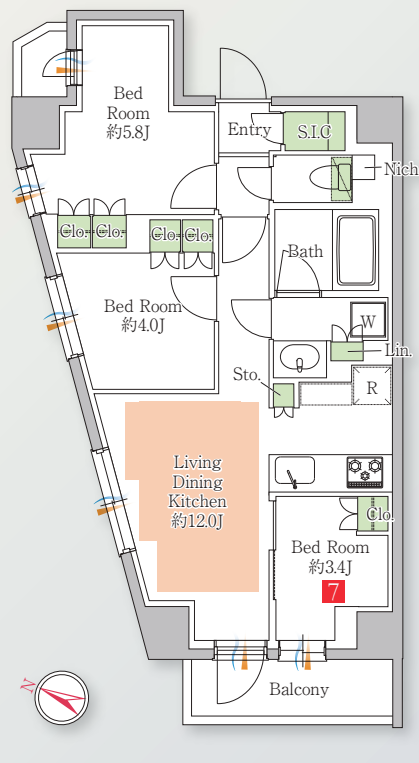 Bed
Room
約5.8J
Entry
S.I.C
Nich
Clo.
Clo.
Clo.
Clo.
Bath
Bed Room
約4.0J
W
Lin.
Sto.
R
Living
Dining
Kitchen
約12.0J
Clo.
Bed Room
約3.4J
7
N
Balcony